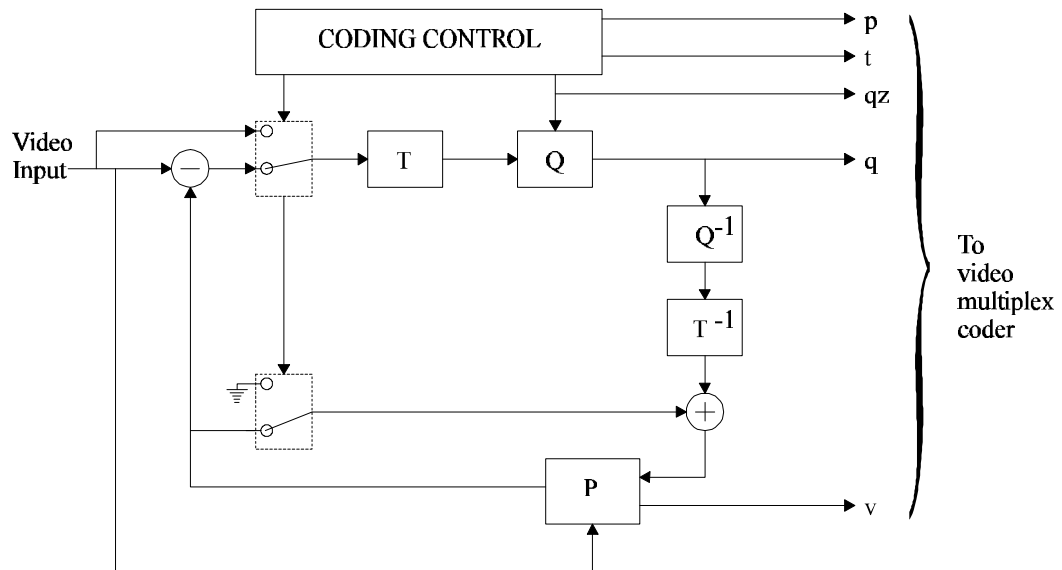 CODING CONTROL
p
t
qz
Video
Input
T
Q
q
Q-1
T-1
To
video
multiplex
coder
P
v